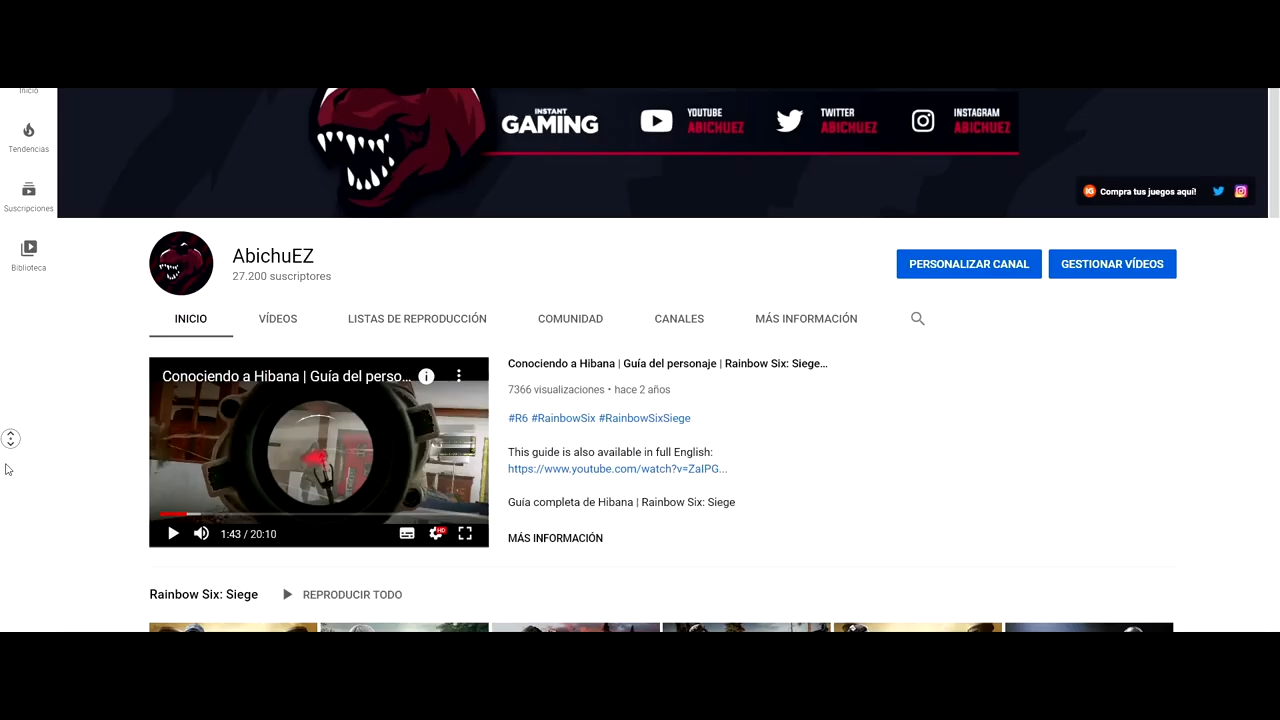 Inicio
INSTANT
GAMING
YOUTUBE
ABICHUEZ
TWITTER
ABICHUEZ
INSTAGRAM
ABICHUEZ
Tendencias
IG Compra tus juegos aquí!
Suscripciones
Biblioteca
AbichuEZ
27.200 suscriptores
PERSONALIZAR CANAL
GESTIONAR VÍDEOS
INICIO
VÍDEOS
LISTAS DE REPRODUCCIÓN
COMUNIDAD
CANALES
MÁS INFORMACIÓN
Conociendo a Hibana | Guía del perso...
HD
1:43 / 20:10
Conociendo a Hibana | Guía del personaje | Rainbow Six: Siege...
7366 visualizaciones • hace 2 años
#R6 #RainbowSix #RainbowSixSiege
This guide is also available in full English:
https://www.youtube.com/watch?v=ZaIPG...
Guía completa de Hibana | Rainbow Six: Siege
MÁS INFORMACIÓN
Rainbow Six: Siege
REPRODUCIR TODO